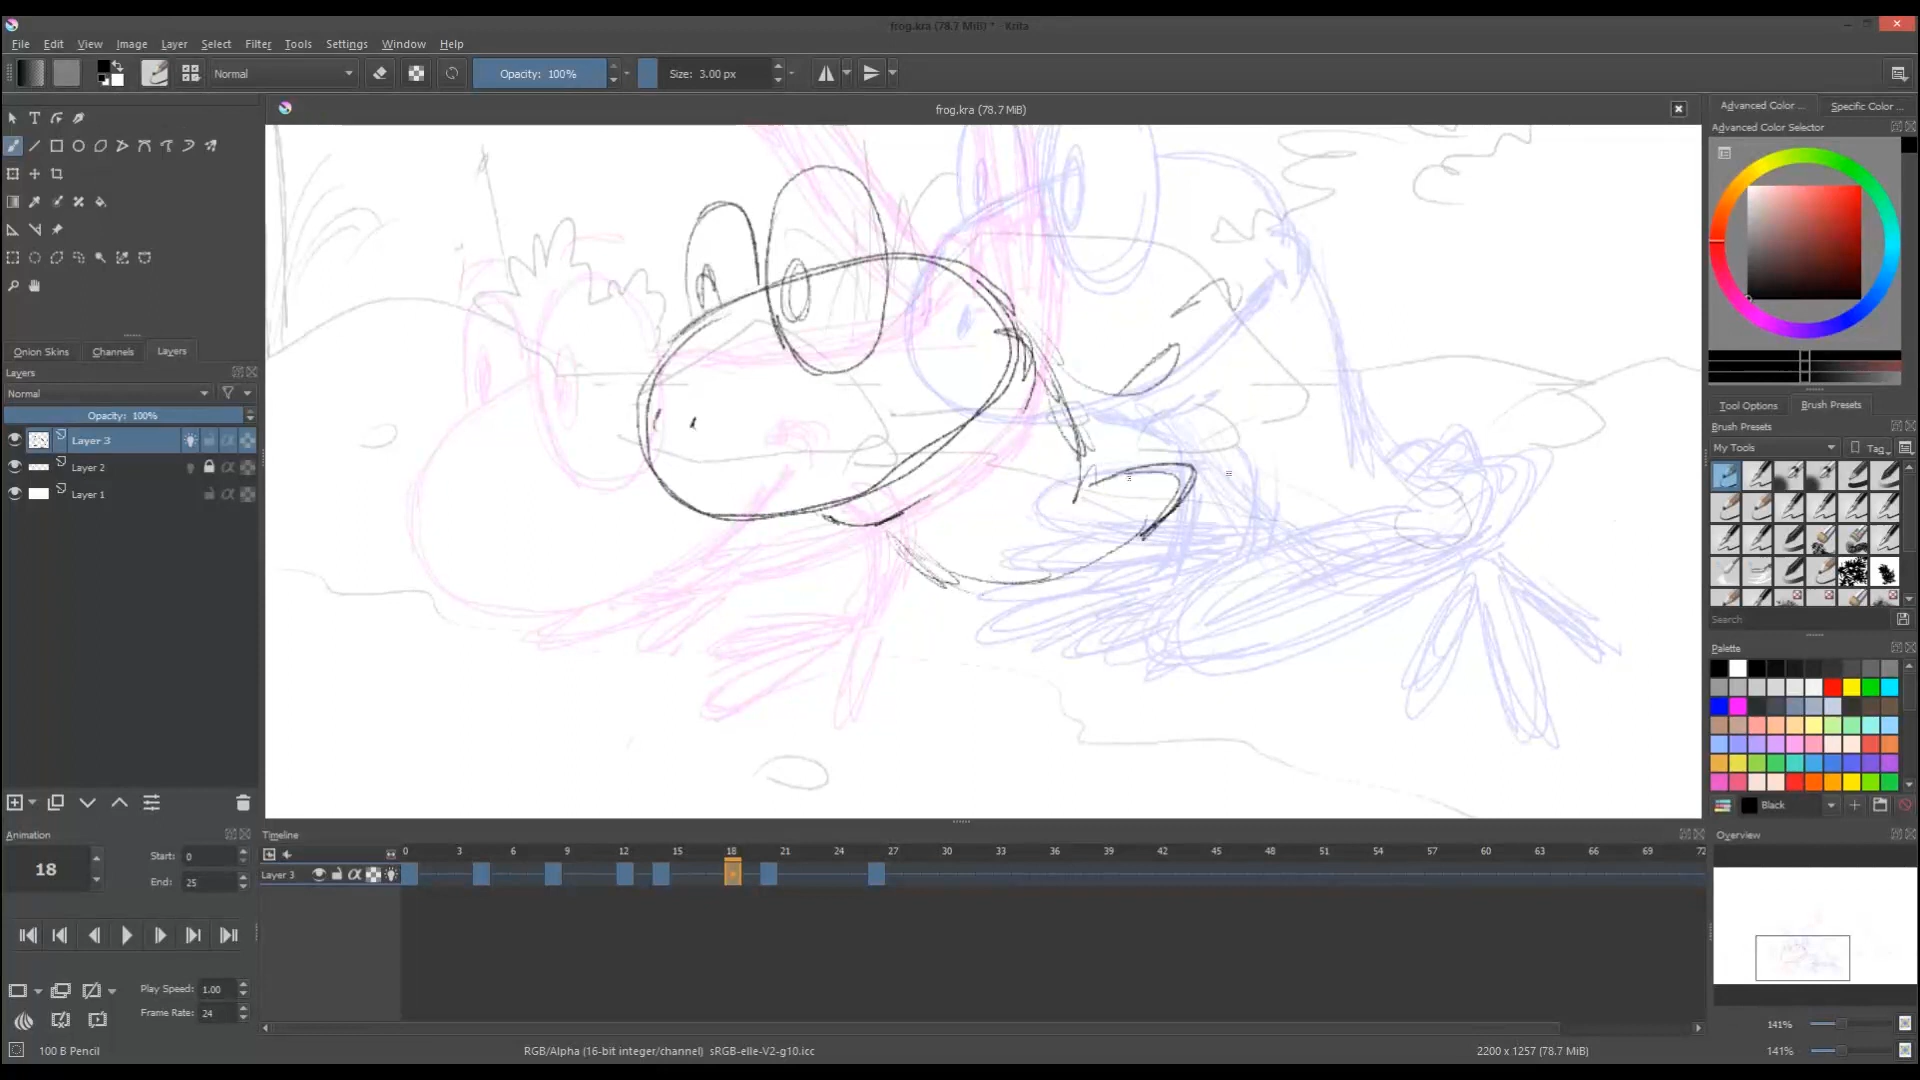 frog.kra (78.7 MiB) * - Krita
File Edit View Image Layer Select Filter Tools Settings Window Help
Normal Opacity: 100% Size: 3.00 px
frog.kra (78.7 MiB)
Advanced Color ... Specific Color ...
Advanced Color Selector
Onion Skins Channels Layers
Layers
Normal
Opacity: 100%
Layer 3
Layer 2
Layer 1
Tool Options Brush Presets
Brush Presets
My Tools Tag
Search
Palette
Black
Animation
18 Start: 0
End: 25
Play Speed: 1.00
Frame Rate: 24
Timeline
0 3 6 9 12 15 18 21 24 27 30 33 36 39 42 45 48 51 54 57 60 63 66 69 72
Layer 3
Overview
141%
141%
100 B Pencil
RGB/Alpha (16-bit integer/channel) sRGB-elle-V2-g10.icc
2200 x 1257 (78.7 MiB)